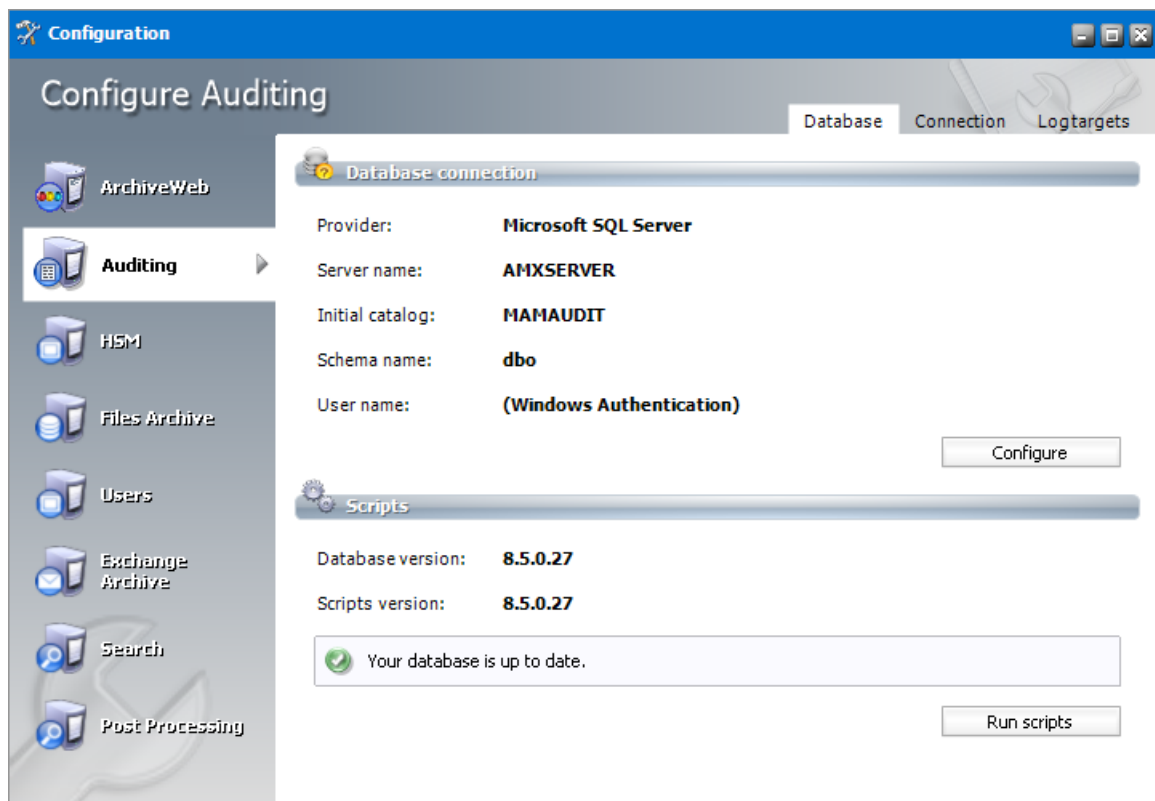 Configuration
Configure Auditing
Database Connection Logtargets
ArchiveWeb
Auditing
HSM
Files Archive
Users
Exchange
Archive
Search
Post Processing
Database connection
Provider: Microsoft SQL Server
Server name: AMXSERVER
Initial catalog: MAMAUDIT
Schema name: dbo
User name: (Windows Authentication)
Configure
Scripts
Database version: 8.5.0.27
Scripts version: 8.5.0.27
Your database is up to date.
Run scripts